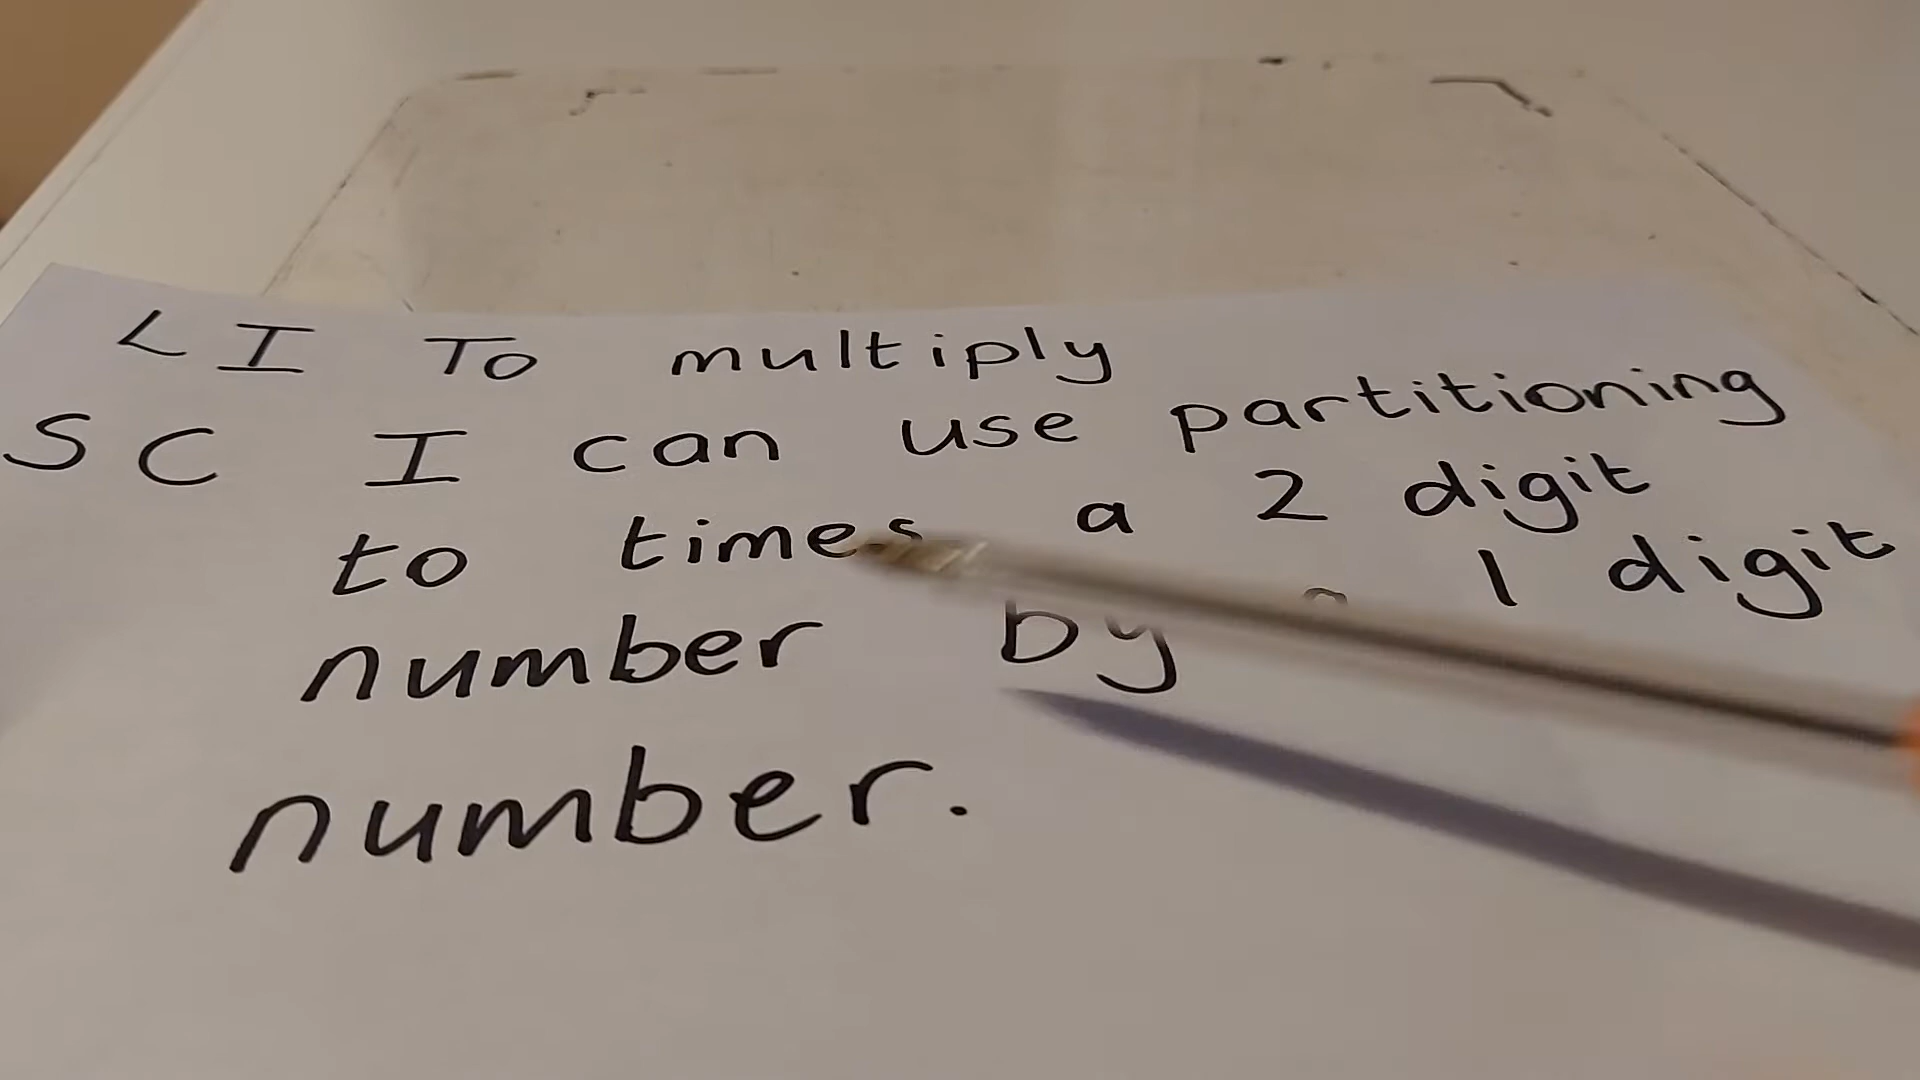 LI To multiply
SC I can use partitioning
to times a 2 digit
number by a 1 digit
number.